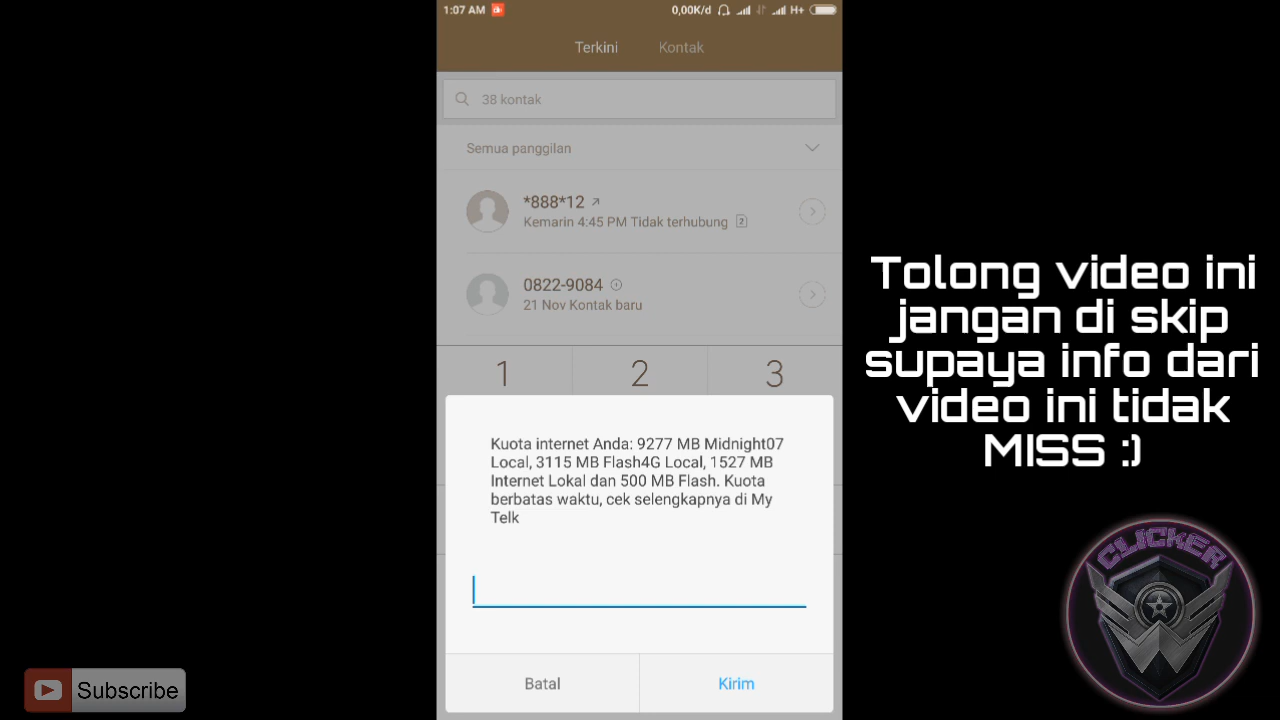 1:07 AM
0,00K/d
H+
Terkini
Kontak
38 kontak
Semua panggilan
*888*12
Kemarin 4:45 PM Tidak terhubung 2
0822-9084
21 Nov Kontak baru
1 2 3
Kuota internet Anda: 9277 MB Midnight07
Local, 3115 MB Flash4G Local, 1527 MB
Internet Lokal dan 500 MB Flash. Kuota
berbatas waktu, cek selengkapnya di My
Telk
Batal
Kirim
Tolong video ini
jangan di skip
supaya info dari
video ini tidak
MISS :)
CLICKER
Subscribe